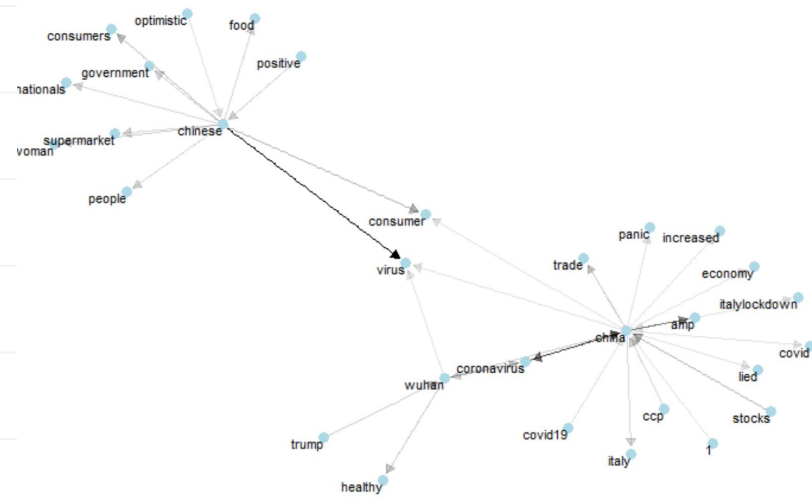 optimistic
food
consumers
positive
government
nationals
chinese
supermarket
woman
people
consumer
panic
increased
trade
virus
economy
italylockdown
amp
china
covid
coronavirus
lied
wuhan
ccp
stocks
covid19
trump
1
italy
healthy